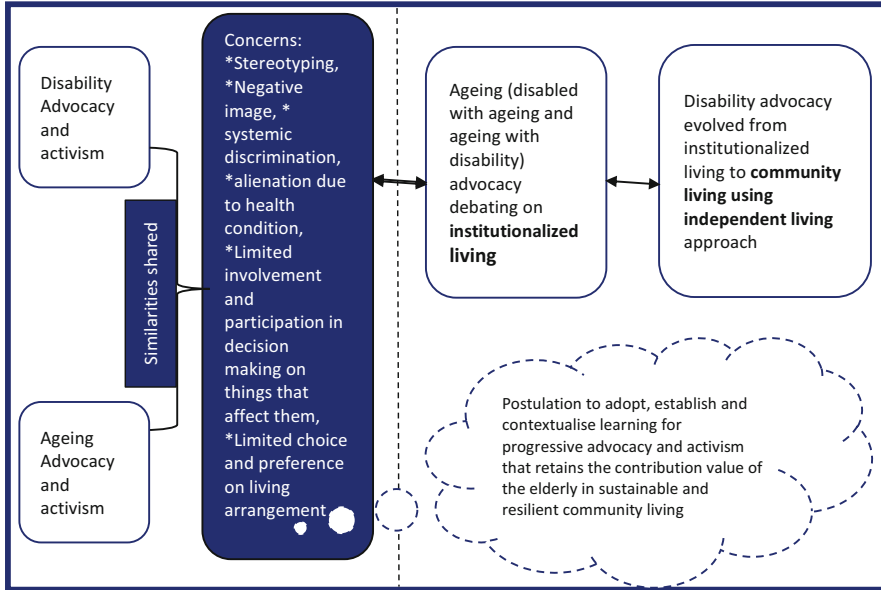 Disability
Advocacy
and
activism
Similarities shared
Ageing
Advocacy
and
activism
Concerns:
*Stereotyping,
*Negative
image, *
systemic
discrimination,
*alienation due
to health
condition,
*Limited
involvement
and
participation in
decision
making on
things that
affect them,
*Limited choice
and preference
on living
arrangement
Ageing (disabled
with ageing and
ageing with
disability)
advocacy
debating on
institutionalized
living
Disability advocacy
evolved from
institutionalized
living to community
living using
independent living
approach
Postulation to adopt, establish and
contextualise learning for
progressive advocacy and activism
that retains the contribution value of
the elderly in sustainable and
resilient community living